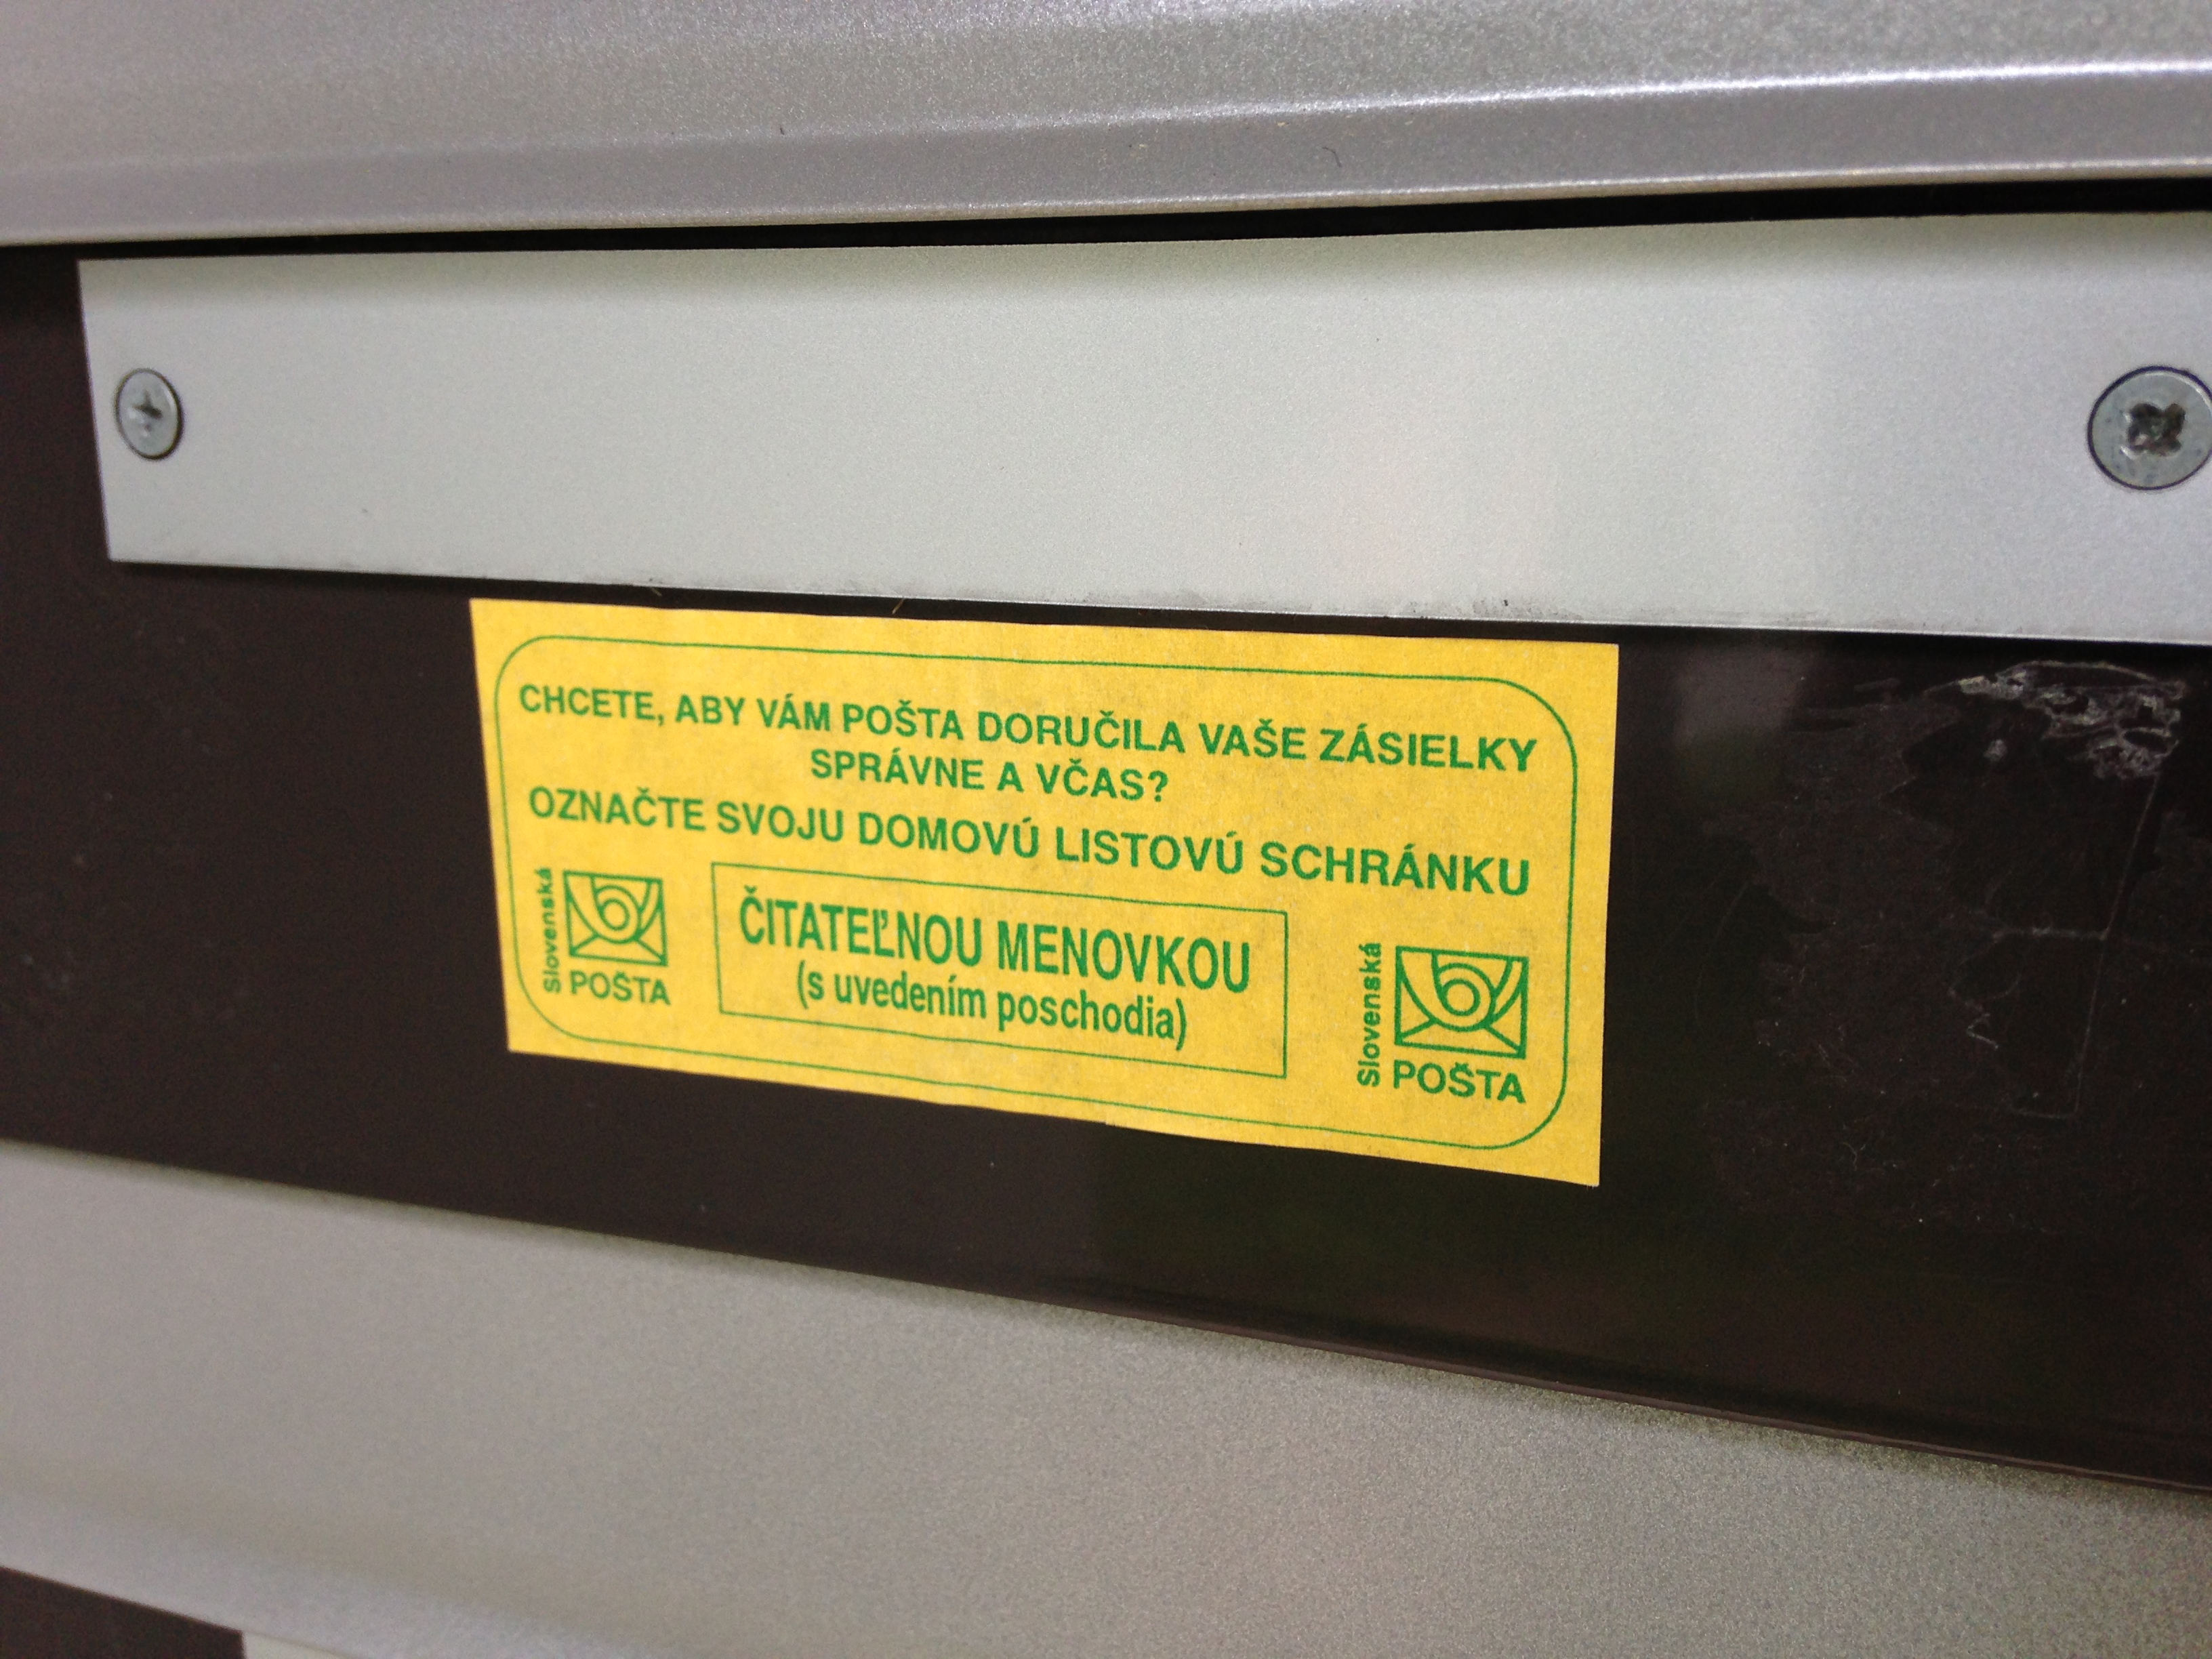 CHCETE, ABY VÁM POŠTA DORUČILA VAŠE ZÁSIELKY
SPRÁVNE A VČAS?
OZNAČTE SVOJU DOMOVÚ LISTOVÚ SCHRÁNKU
ČITATEĽNOU MENOVKOU
(s uvedením poschodia)
Slovenská
POŠTA
Slovenská
POŠTA